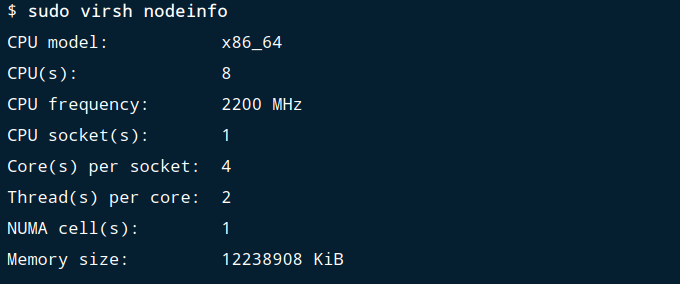 $ sudo virsh nodeinfo
CPU model:           x86_64
CPU(s):              8
CPU frequency:       2200 MHz
CPU socket(s):       1
Core(s) per socket:  4
Thread(s) per core:  2
NUMA cell(s):        1
Memory size:         12238908 KiB